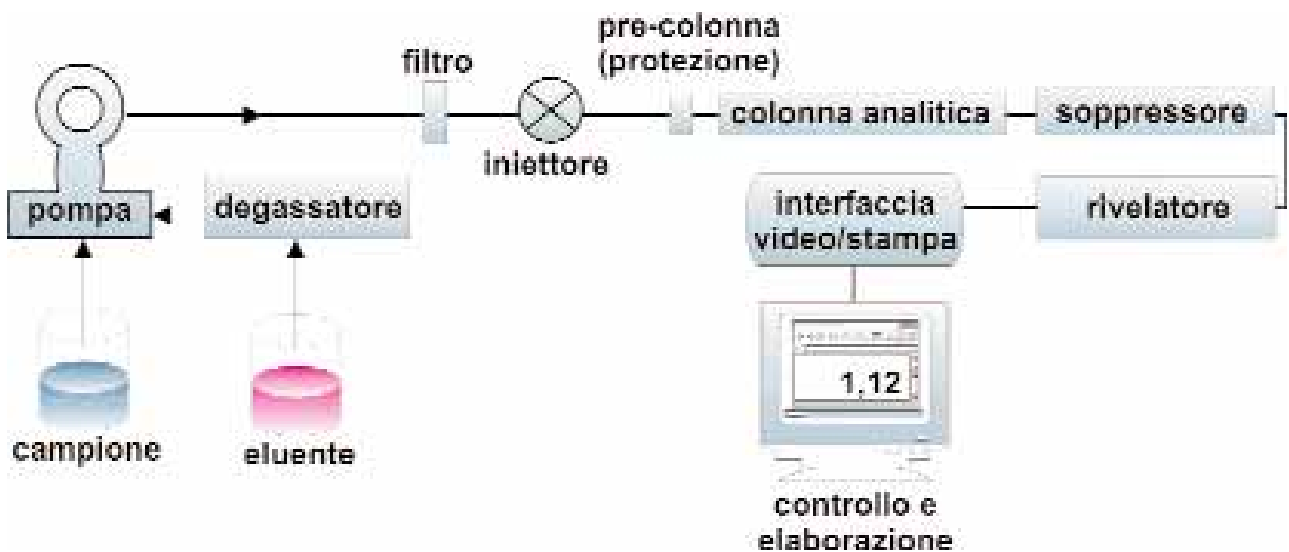 pre-colonna
(protezione)
filtro
iniettore
colonna analitica
soppressore
pompa
degassatore
interfaccia
video/stampa
rivelatore
1,12
campione
eluente
controllo e
elaborazione